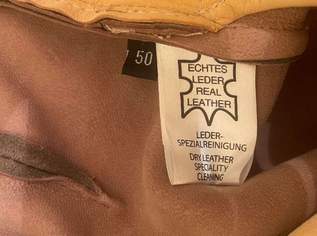 50
ECHTES
LEDER
REAL
LEATHER
LEDER-
SPEZIALREINIGUNG
DRY LEATHER
SPECIALITY
CLEANING